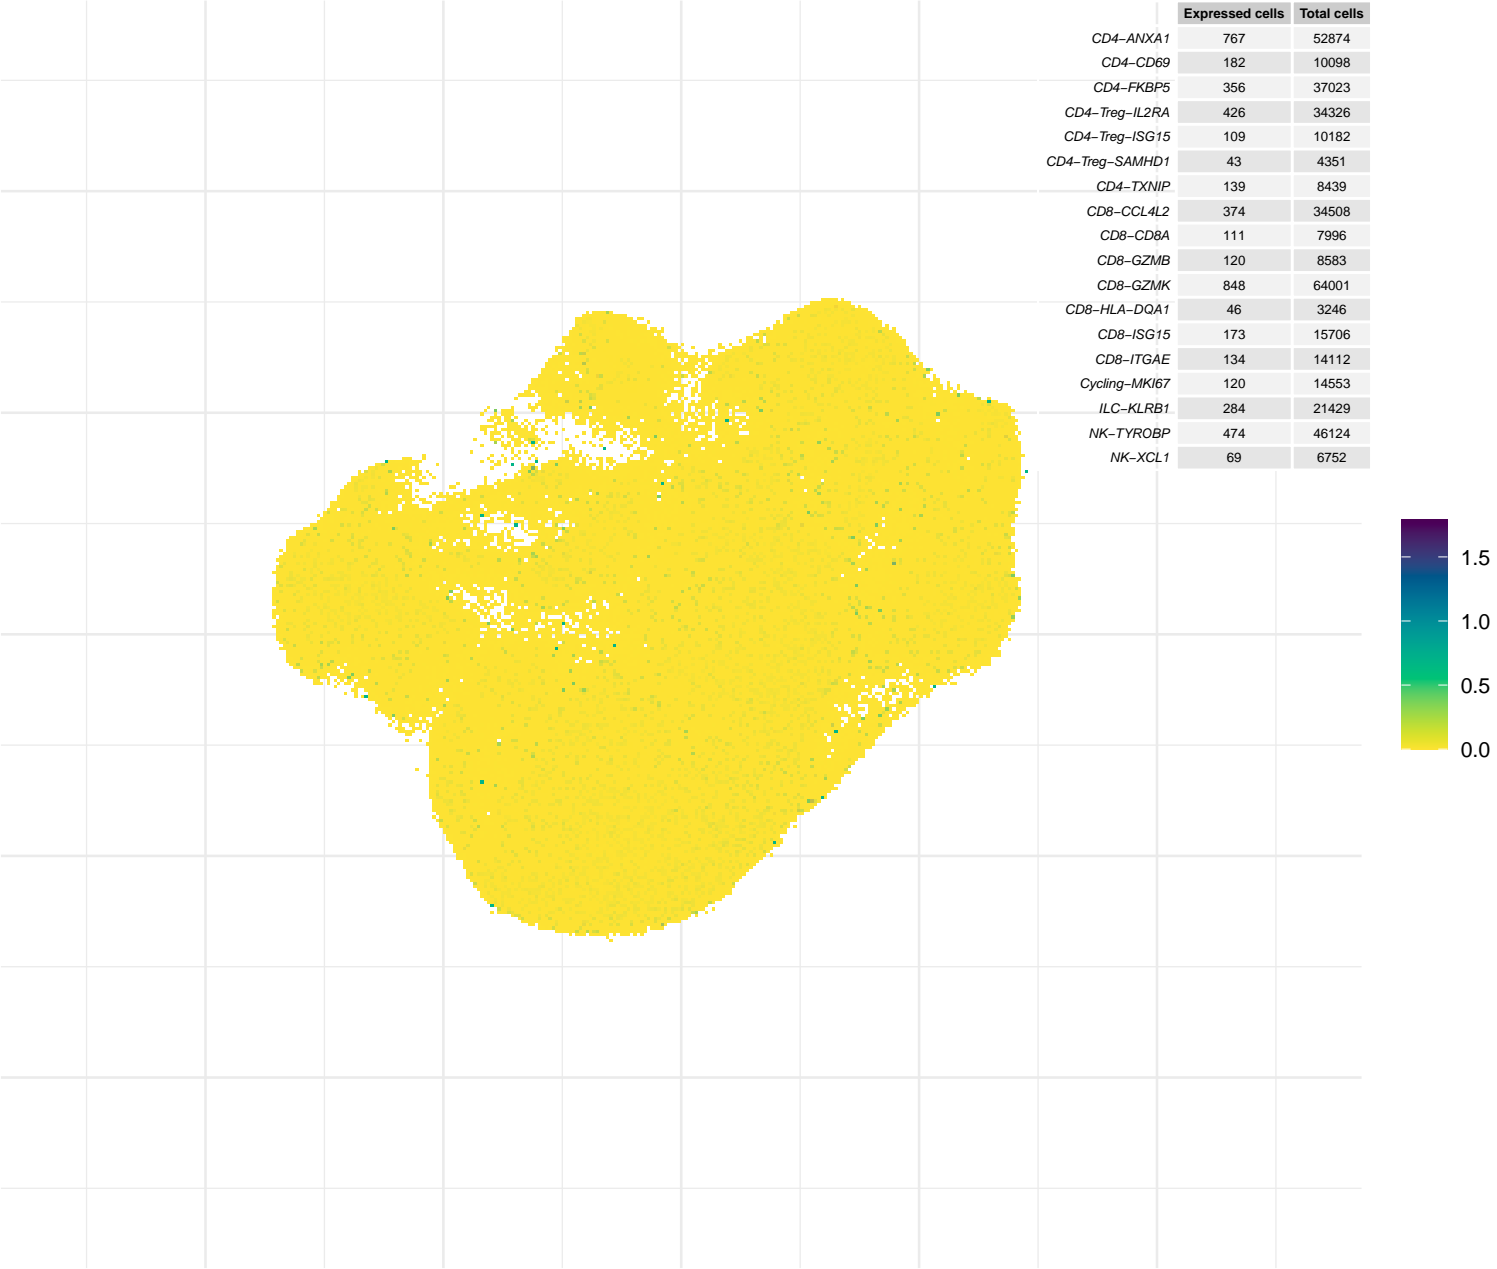 Expressed cells Total cells
CD4−ANXA1 767 52874
CD4−CD69 182 10098
CD4−FKBP5 356 37023
CD4−Treg−IL2RA 426 34326
CD4−Treg−ISG15 109 10182
CD4−Treg−SAMHD1 43 4351
CD4−TXNIP 139 8439
CD8−CCL4L2 374 34508
CD8−CD8A 111 7996
CD8−GZMB 120 8583
CD8−GZMK 848 64001
CD8−HLA−DQA1 46 3246
CD8−ISG15 173 15706
CD8−ITGAE 134 14112
Cycling−MKI67 120 14553
ILC−KLRB1 284 21429
NK−TYROBP 474 46124
NK−XCL1 69 6752
1.5
1.0
0.5
0.0